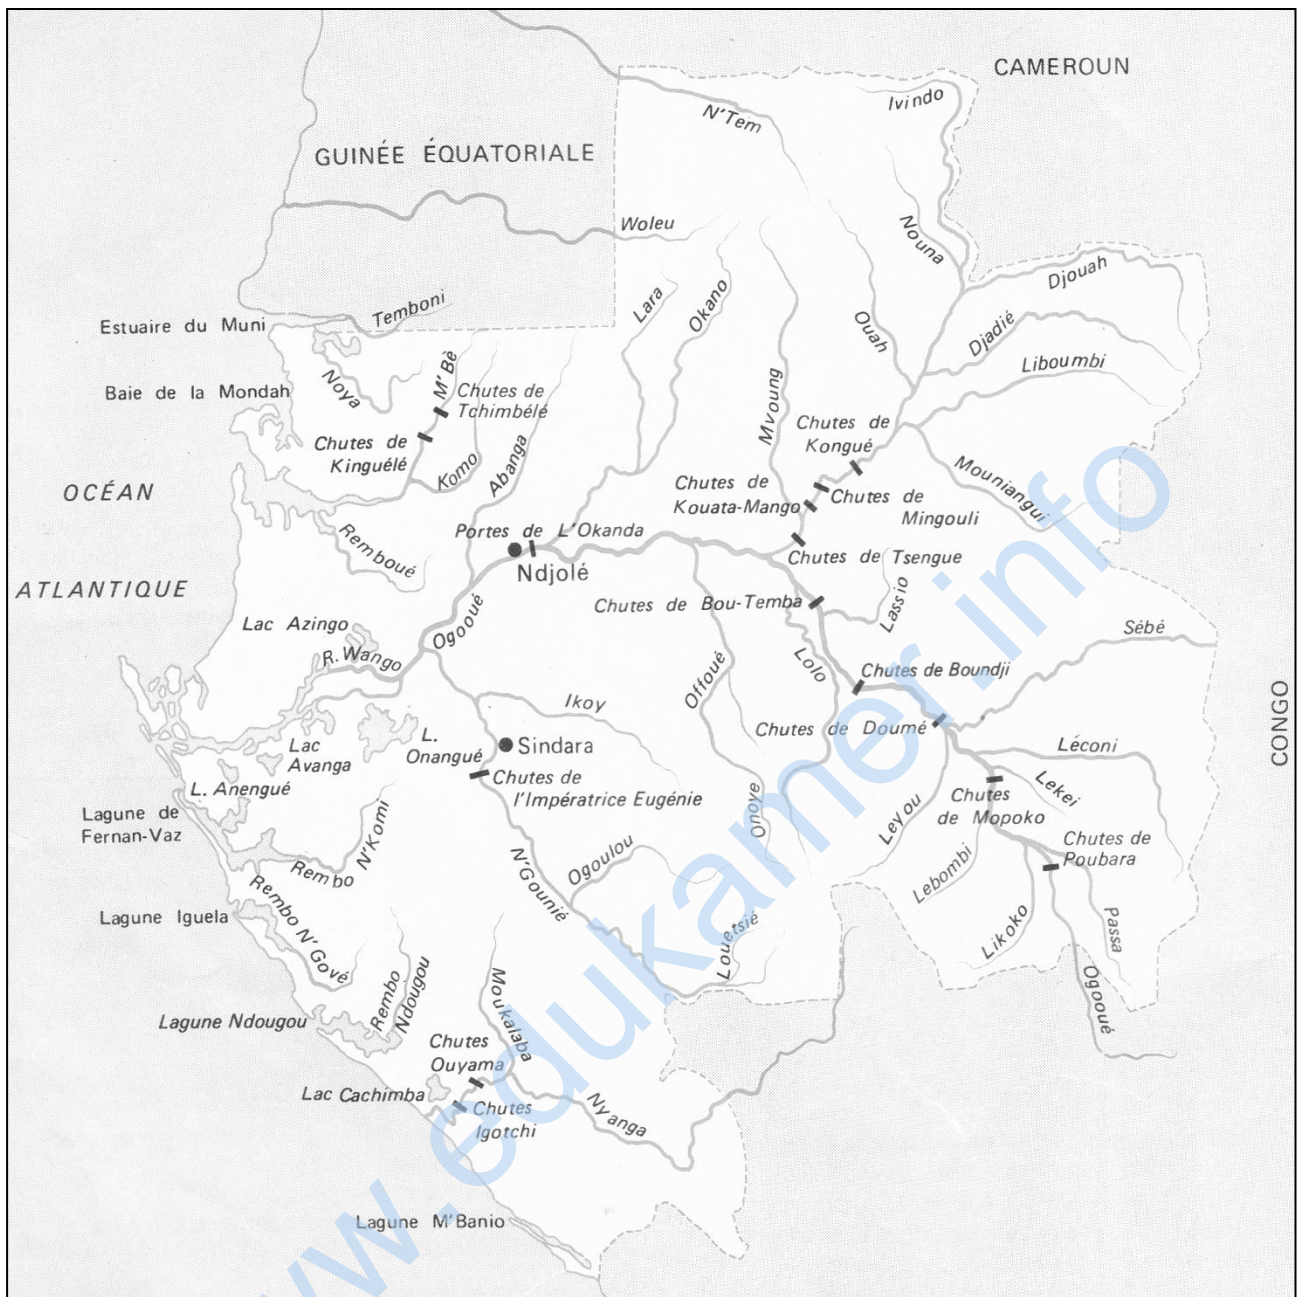 CAMEROUN
Ivindo
N'Tem
GUINÉE ÉQUATORIALE
Woleu
Nouna
Djouah
Temboni
Lara
Okano
Estuaire du Muni
Ouah
Djadié
Liboumbi
M'Bè
Noya
Baie de la Mondah
Chutes de
Tchimbélé
Mvoung
Chutes de
Kongué
Chutes de
Kinguélé
Komo
Abanga
Mouniangui
OCÉAN
Chutes de
Kouata-Mango
Chutes de
Mingouli
Portes de L'Okanda
Remboué
Ndjolé
Chutes de Tsengue
ATLANTIQUE
Chutes de Bou-Temba
Lassio
Lac Azingo
Ogooué
Sébé
R. Wango
Lolo
Offoué
Chutes de Boundji
CONGO
Ikoy
Chutes de Doumé
L.
Onangué
Sindara
Lac
Avanga
Léconi
L. Anengué
Chutes de
l'Impératrice Eugénie
Lekei
Chutes
de Mopoko
Lagune de
Fernan-Vaz
Onoye
Leyou
N'Komi
Rembo
Ogoulou
Chutes de
Poubara
Lebombi
N'Gounié
Lagune Iguela
Rembo N'Gové
Louetsié
Likoko
Passa
Rembo
Ndougou
Moukalaba
Ogooué
Lagune Ndougou
Chutes
Ouyama
Lac Cachimba
Chutes
Igotchi
Nyanga
Lagune M'Banio
www.edukamer.info